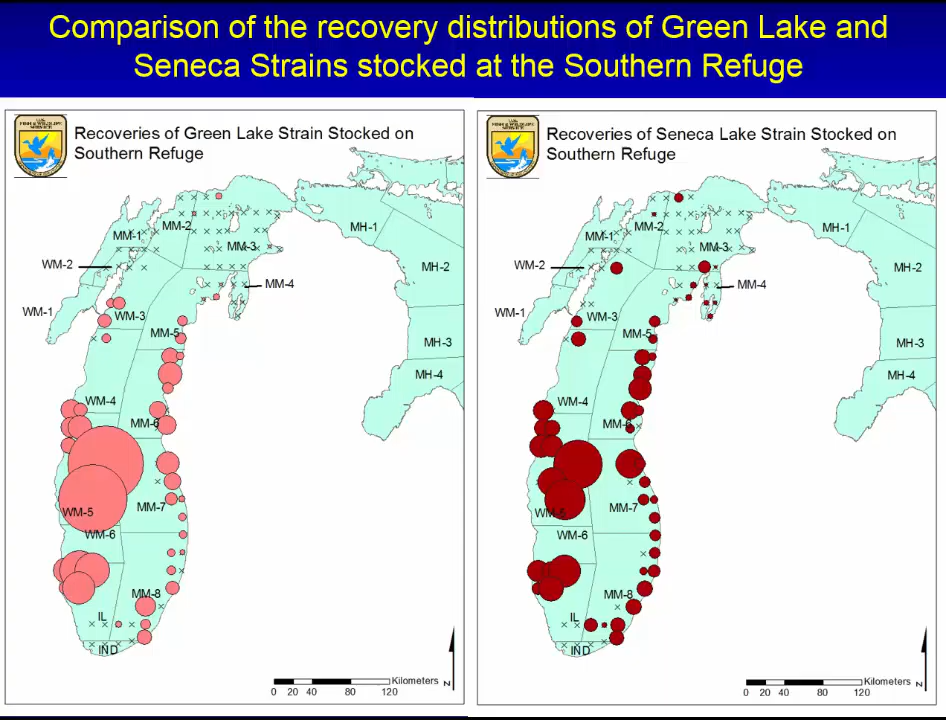 Comparison of the recovery distributions of Green Lake and
Seneca Strains stocked at the Southern Refuge
U.S.
FISH & WILDLIFE
SERVICE
Recoveries of Green Lake Strain Stocked on
Southern Refuge
MM-1
MM-2
MM-3
MH-1
WM-2
MH-2
MM-4
WM-1
WM-3
MM-5
MH-3
MH-4
WM-4
MM-6
WM-5
MM-7
WM-6
MM-8
IL
IND
Kilometers
0 20 40 80 120
N
U.S.
FISH & WILDLIFE
SERVICE
Recoveries of Seneca Lake Strain Stocked on
Southern Refuge
MM-1
MM-2
MM-3
MH-1
WM-2
MH-2
MM-4
WM-1
WM-3
MM-5
MH-3
MH-4
WM-4
MM-6
WM-5
MM-7
WM-6
MM-8
IL
IND
Kilometers
0 20 40 80 120
N